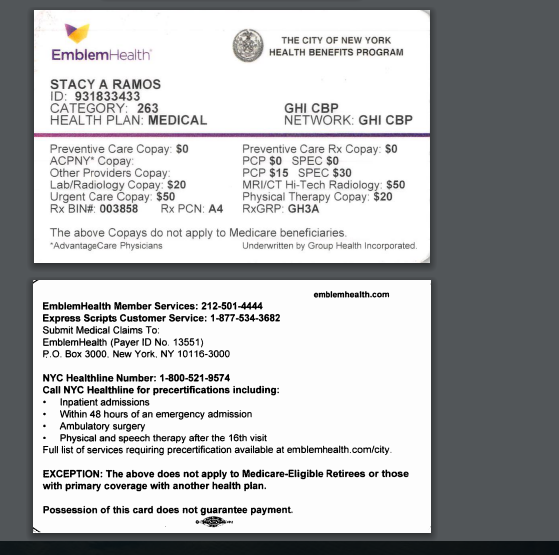 EmblemHealth
THE CITY OF NEW YORK
HEALTH BENEFITS PROGRAM
STACY A RAMOS
ID: 931833433
CATEGORY: 263 GHI CBP
HEALTH PLAN: MEDICAL NETWORK: GHI CBP
Preventive Care Copay: $0 Preventive Care Rx Copay: $0
ACPNY* Copay: PCP $0 SPEC $0
Other Providers Copay: PCP $15 SPEC $30
Lab/Radiology Copay: $20 MRI/CT Hi-Tech Radiology: $50
Urgent Care Copay: $50 Physical Therapy Copay: $20
Rx BIN#: 003858 Rx PCN: A4 RxGRP: GH3A
The above Copays do not apply to Medicare beneficiaries.
*AdvantageCare Physicians Underwritten by Group Health Incorporated.
emblemhealth.com
EmblemHealth Member Services: 212-501-4444
Express Scripts Customer Service: 1-877-534-3682
Submit Medical Claims To:
EmblemHealth (Payer ID No. 13551)
P.O. Box 3000, New York, NY 10116-3000
NYC Healthline Number: 1-800-521-9574
Call NYC Healthline for precertifications including:
• Inpatient admissions
• Within 48 hours of an emergency admission
• Ambulatory surgery
• Physical and speech therapy after the 16th visit
Full list of services requiring precertification available at emblemhealth.com/city.
EXCEPTION: The above does not apply to Medicare-Eligible Retirees or those
with primary coverage with another health plan.
Possession of this card does not guarantee payment.